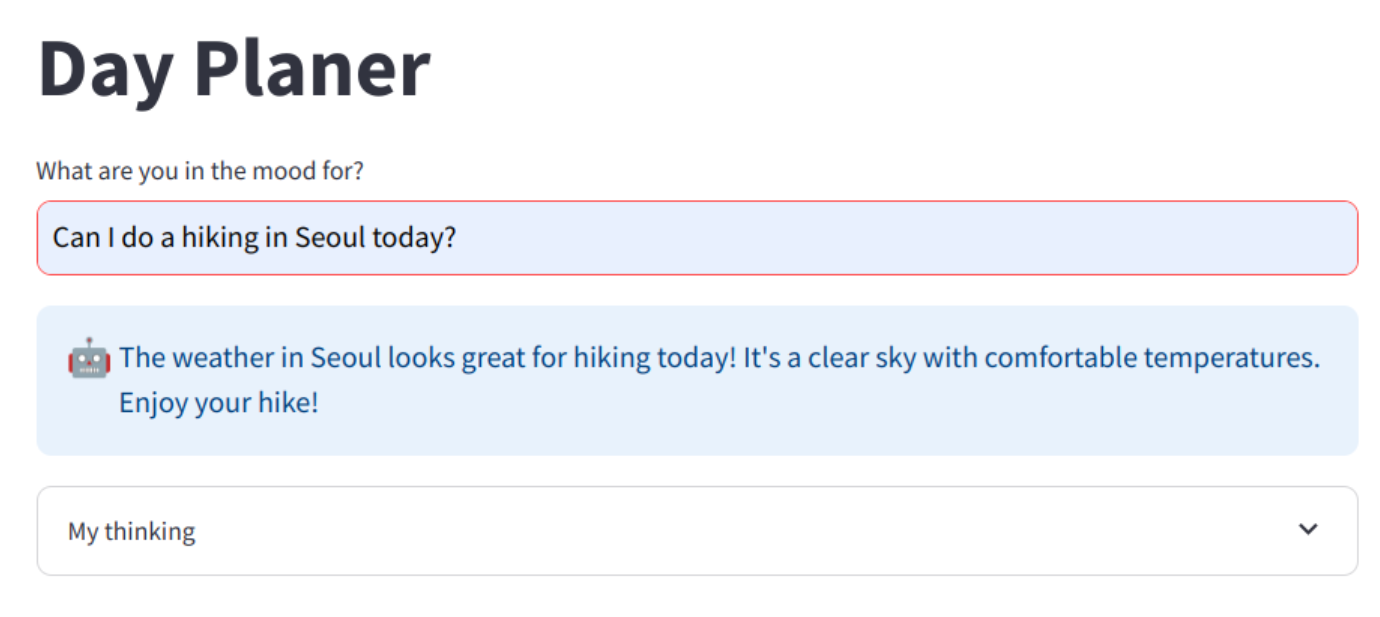 Day Planer
What are you in the mood for?
Can I do a hiking in Seoul today?
The weather in Seoul looks great for hiking today! It's a clear sky with comfortable temperatures.
Enjoy your hike!
My thinking